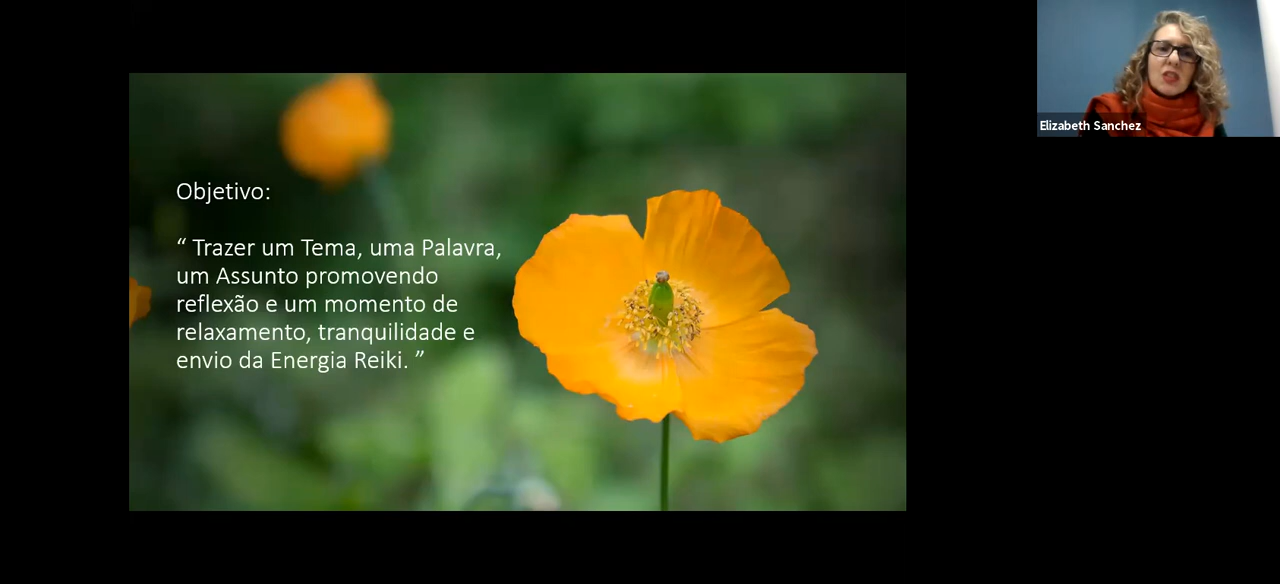 Objetivo:
“ Trazer um Tema, uma Palavra,
um Assunto promovendo
reflexão e um momento de
relaxamento, tranquilidade e
envio da Energia Reiki. ”
Elizabeth Sanchez